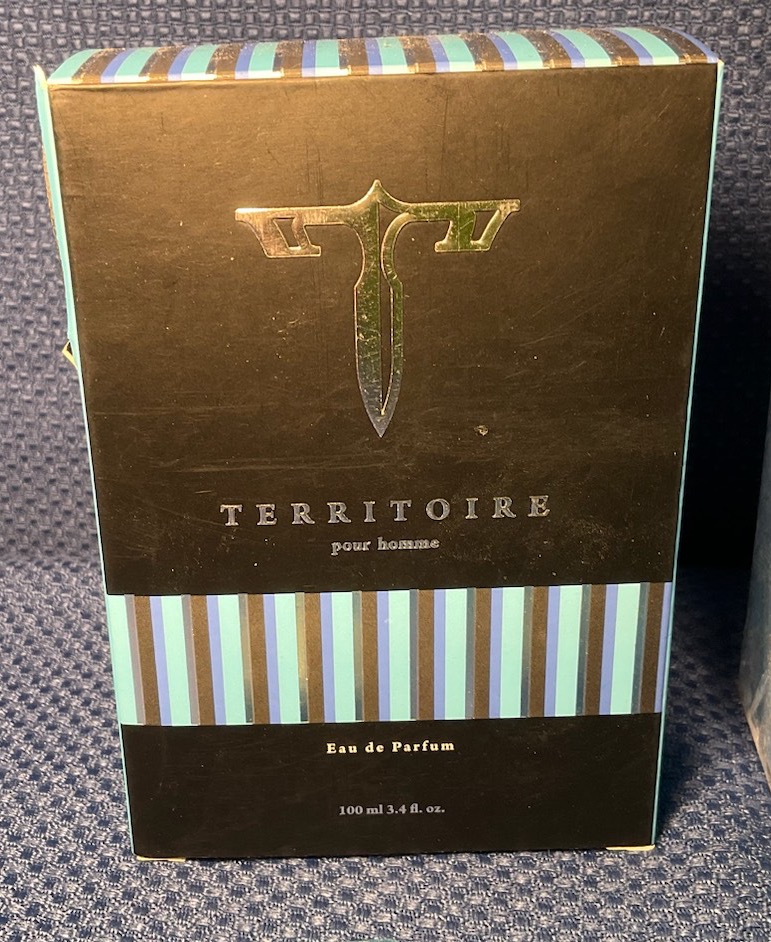 TERRITOIRE
pour homme
Eau de Parfum
100 ml 3.4 fl. oz.